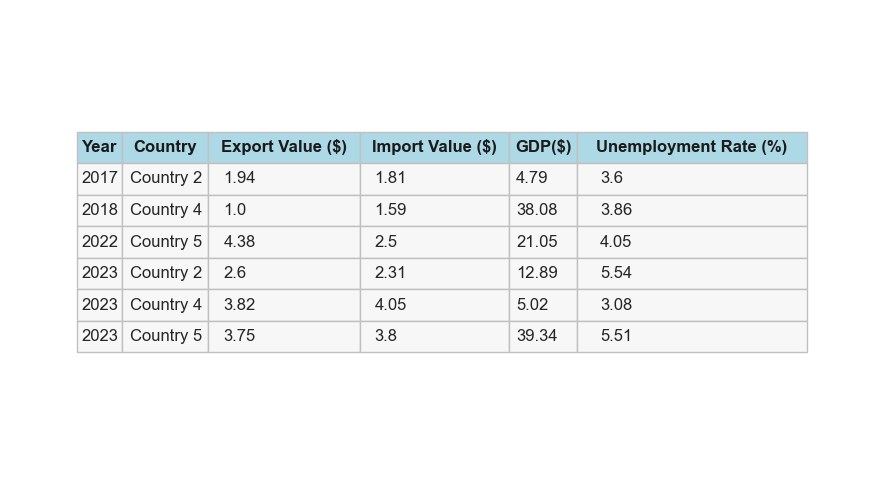 Year Country Export Value ($) Import Value ($) GDP($) Unemployment Rate (%)
2017 Country 2 1.94 1.81 4.79 3.6
2018 Country 4 1.0 1.59 38.08 3.86
2022 Country 5 4.38 2.5 21.05 4.05
2023 Country 2 2.6 2.31 12.89 5.54
2023 Country 4 3.82 4.05 5.02 3.08
2023 Country 5 3.75 3.8 39.34 5.51